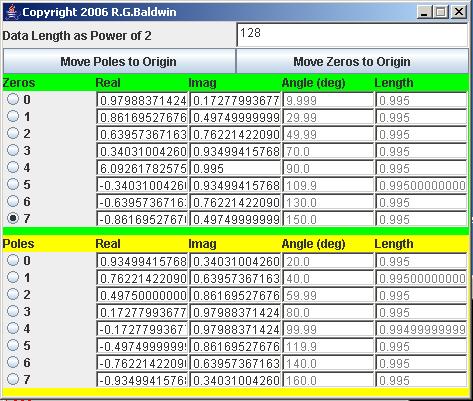 Copyright 2006 R.G.Baldwin
Data Length as Power of 2 128
Move Poles to Origin Move Zeros to Origin
Zeros Real Imag Angle (deg) Length
0 0.97988371424 0.17277993677 9.999 0.995
1 0.86169527676 0.49749999999 29.99 0.995
2 0.63957367163 0.76221422090 49.99 0.995
3 0.34031004260 0.93499415768 70.0 0.995
4 6.09261782575 0.995 90.0 0.995
5 -0.3403100426 0.93499415768 109.9 0.99500000000
6 -0.6395736716 0.76221422090 130.0 0.995
7 -0.8616952767 0.49749999999 150.0 0.995
Poles Real Imag Angle (deg) Length
0 0.93499415768 0.34031004260 20.0 0.995
1 0.76221422090 0.63957367163 40.0 0.99500000000
2 0.49750000000 0.86169527676 59.99 0.995
3 0.17277993677 0.97988371424 80.0 0.995
4 -0.1727799367 0.97988371424 99.99 0.99499999999
5 -0.4974999999 0.86169527676 119.9 0.995
6 -0.7622142209 0.63957367163 140.0 0.995
7 -0.9349941576 0.34031004260 160.0 0.995